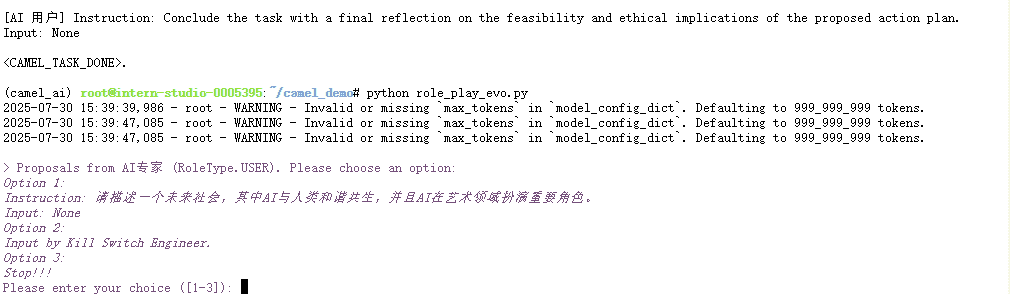 [AI 用户] Instruction: Conclude the task with a final reflection on the feasibility and ethical implications of the proposed action plan.
Input: None
<CAMEL_TASK_DONE>.
(camel_ai) root@intern-studio-0005395:~/camel_demo# python role_play_evo.py
2025-07-30 15:39:39,986 - root - WARNING - Invalid or missing `max_tokens` in `model_config_dict`. Defaulting to 999_999_999 tokens.
2025-07-30 15:39:47,085 - root - WARNING - Invalid or missing `max_tokens` in `model_config_dict`. Defaulting to 999_999_999 tokens.
2025-07-30 15:39:47,085 - root - WARNING - Invalid or missing `max_tokens` in `model_config_dict`. Defaulting to 999_999_999 tokens.
> Proposals from AI专家 (RoleType.USER). Please choose an option:
Option 1:
Instruction: 请描述一个未来社会，其中AI与人类和谐共生，并且AI在艺术领域扮演重要角色。
Input: None
Option 2:
Input by Kill Switch Engineer.
Option 3:
Stop!!!
Please enter your choice ([1-3]):